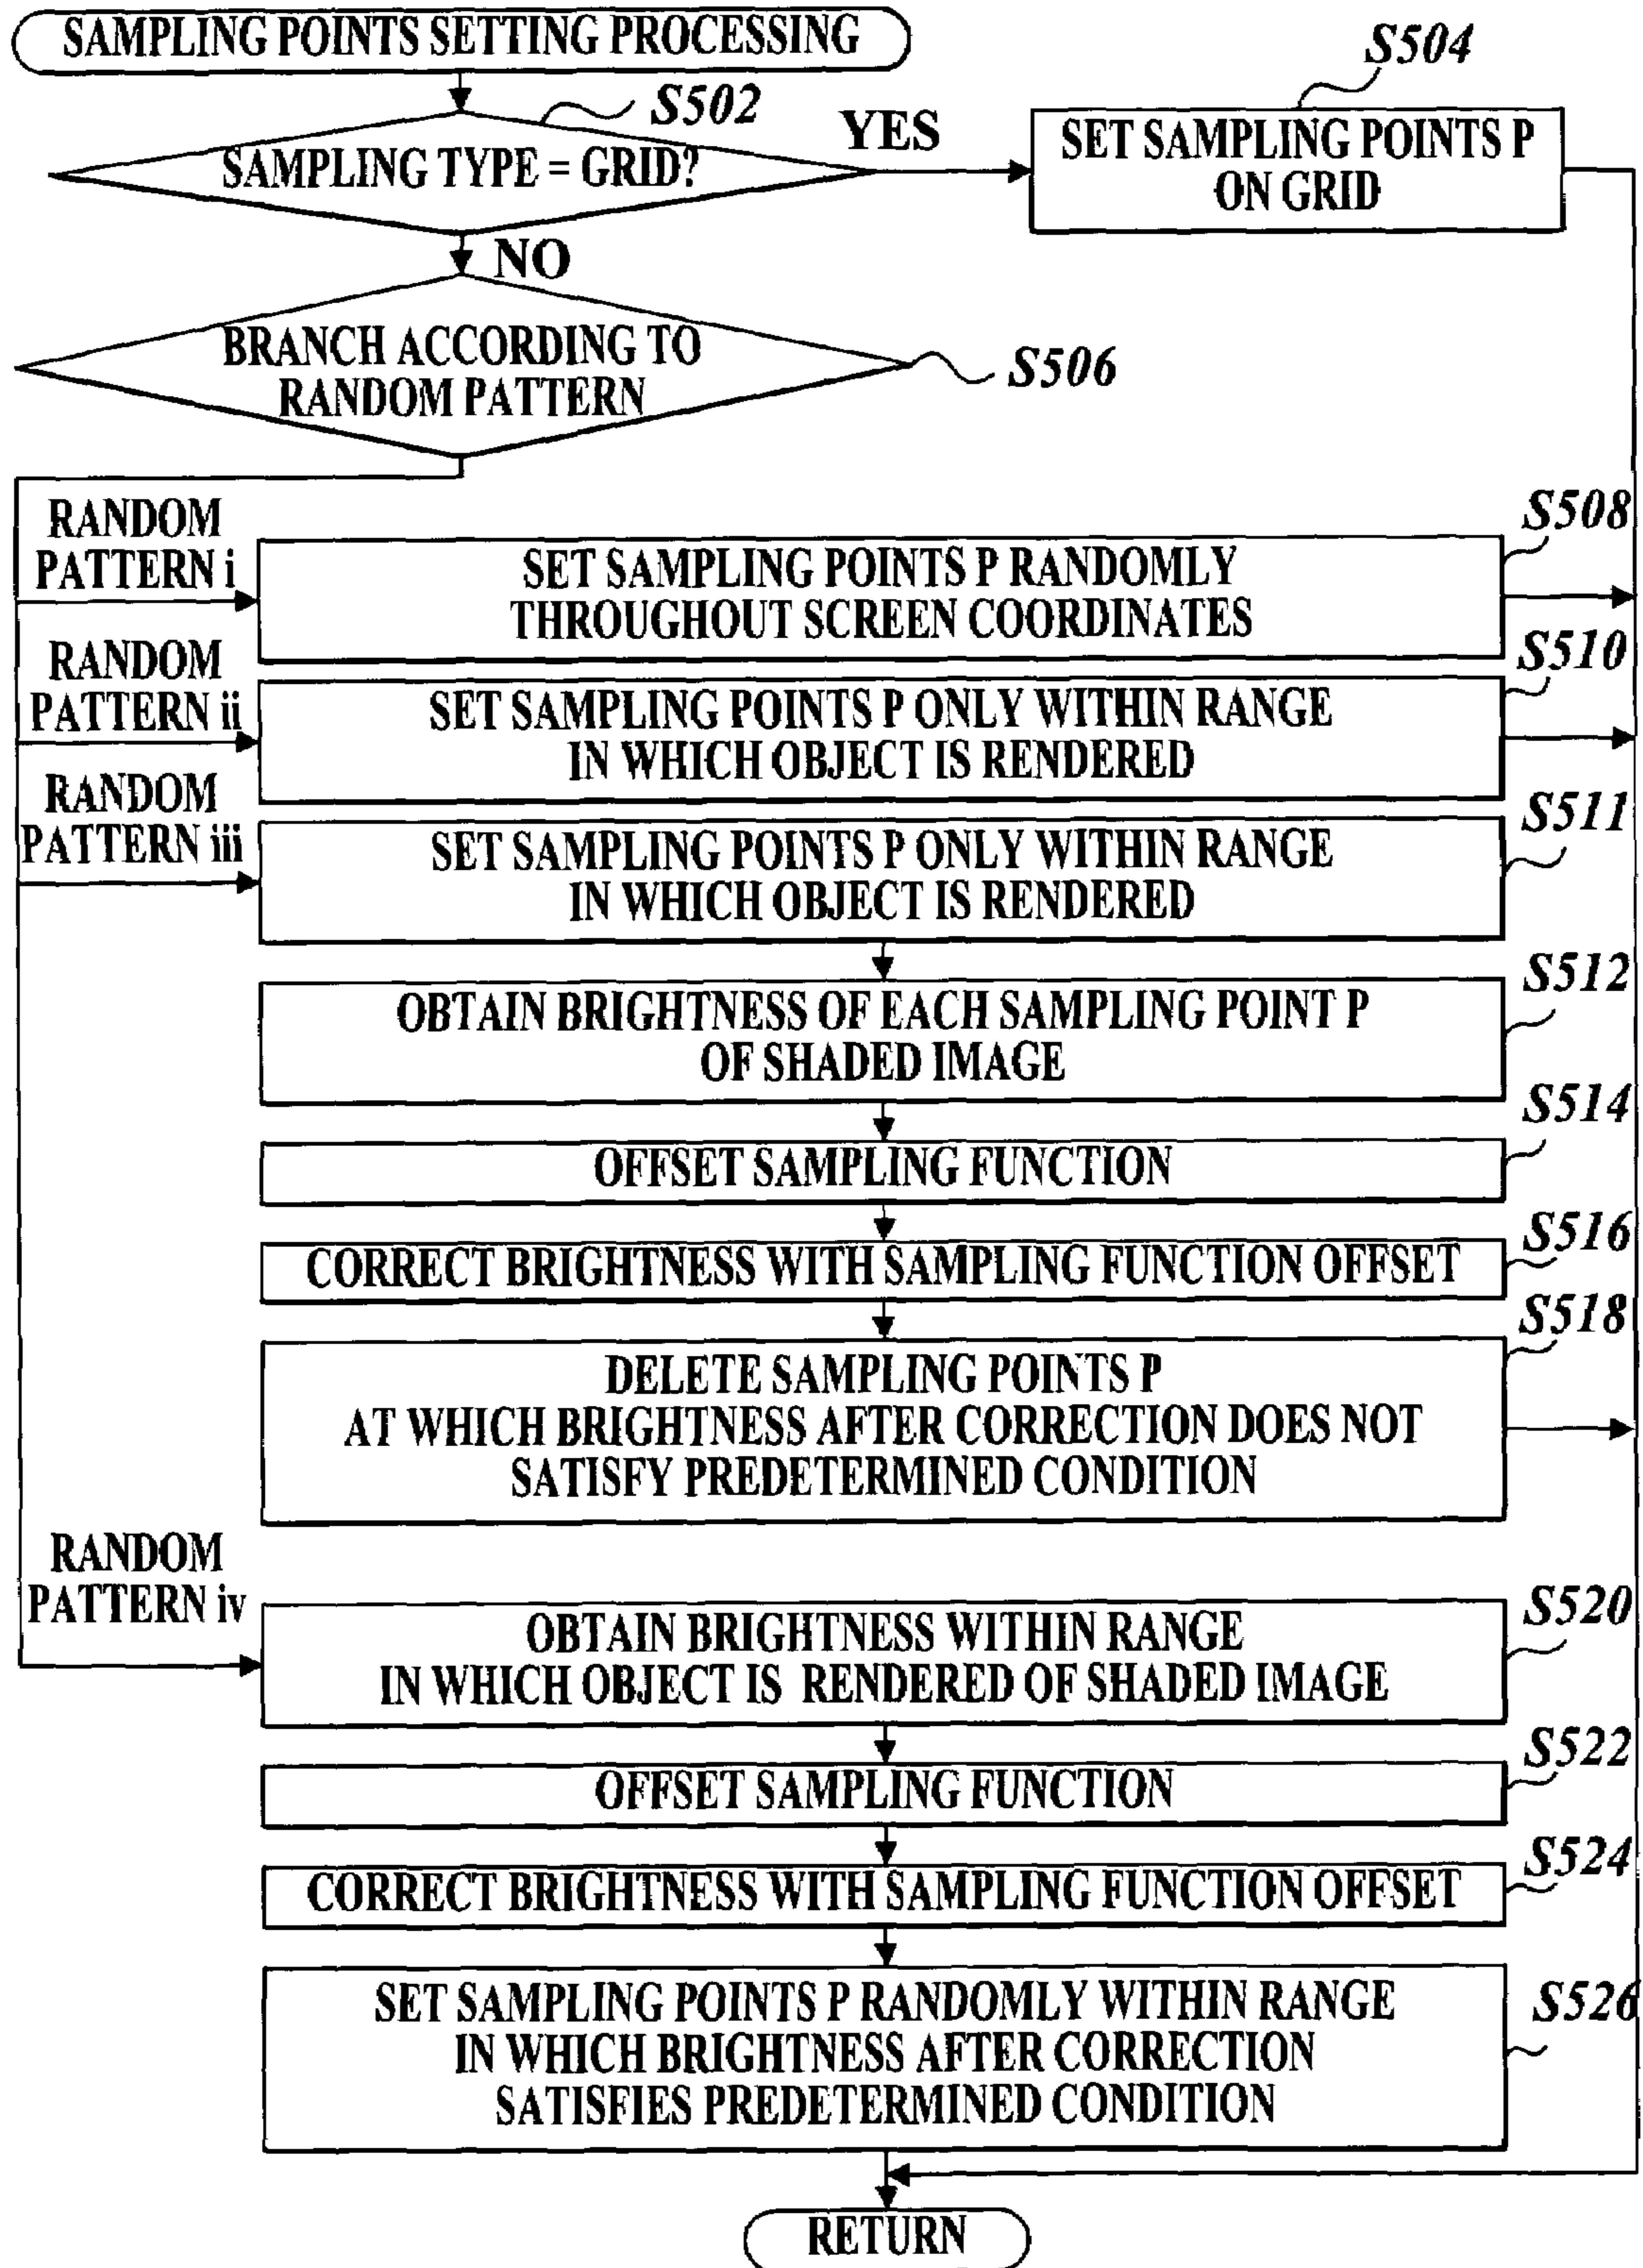 SAMPLING POINTS SETTING PROCESSING
S502
SAMPLING TYPE = GRID?
YES
S504
SET SAMPLING POINTS P
ON GRID
NO
BRANCH ACCORDING TO
RANDOM PATTERN
S506
RANDOM
PATTERN i
S508
SET SAMPLING POINTS P RANDOMLY
THROUGHOUT SCREEN COORDINATES
RANDOM
PATTERN ii
S510
SET SAMPLING POINTS P ONLY WITHIN RANGE
IN WHICH OBJECT IS RENDERED
RANDOM
PATTERN iii
S511
SET SAMPLING POINTS P ONLY WITHIN RANGE
IN WHICH OBJECT IS RENDERED
S512
OBTAIN BRIGHTNESS OF EACH SAMPLING POINT P
OF SHADED IMAGE
S514
OFFSET SAMPLING FUNCTION
S516
CORRECT BRIGHTNESS WITH SAMPLING FUNCTION OFFSET
S518
DELETE SAMPLING POINTS P
AT WHICH BRIGHTNESS AFTER CORRECTION DOES NOT
SATISFY PREDETERMINED CONDITION
RANDOM
PATTERN iv
S520
OBTAIN BRIGHTNESS WITHIN RANGE
IN WHICH OBJECT IS RENDERED OF SHADED IMAGE
S522
OFFSET SAMPLING FUNCTION
S524
CORRECT BRIGHTNESS WITH SAMPLING FUNCTION OFFSET
S526
SET SAMPLING POINTS P RANDOMLY WITHIN RANGE
IN WHICH BRIGHTNESS AFTER CORRECTION
SATISFIES PREDETERMINED CONDITION
RETURN